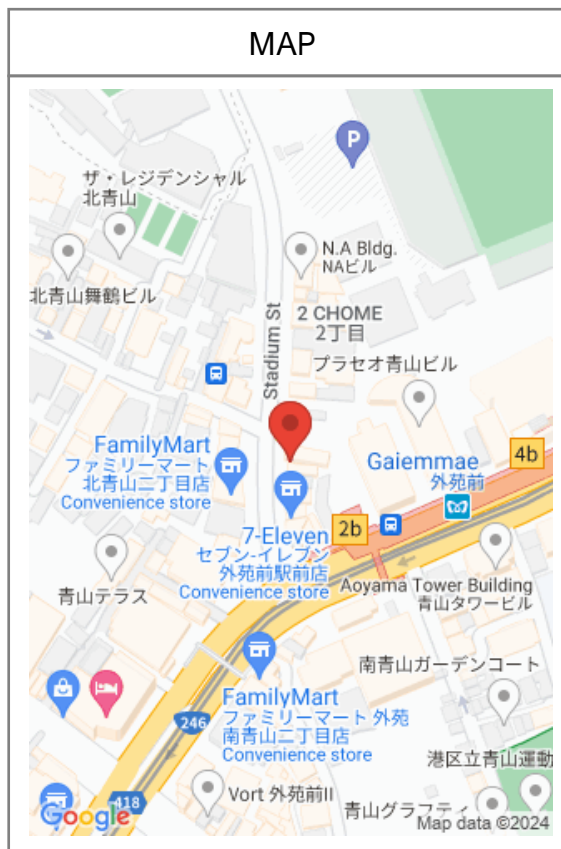 MAP
P
ザ・レジデンシャル
北青山
N.A Bldg.
NAビル
北青山舞鶴ビル
2 CHOME
2丁目
Stadium St
プラセオ青山ビル
FamilyMart
ファミリーマート
北青山二丁目店
Convenience store
Gaiemmae
外苑前
4b
7-Eleven
セブン-イレブン
外苑前駅前店
Convenience store
2b
青山テラス
Aoyama Tower Building
青山タワービル
南青山ガーデンコート
FamilyMart
ファミリーマート 外苑
南青山二丁目店
Convenience store
246
港区立青山運動
418
Vort 外苑前II
青山グラフティ
Google
Map data ©2024